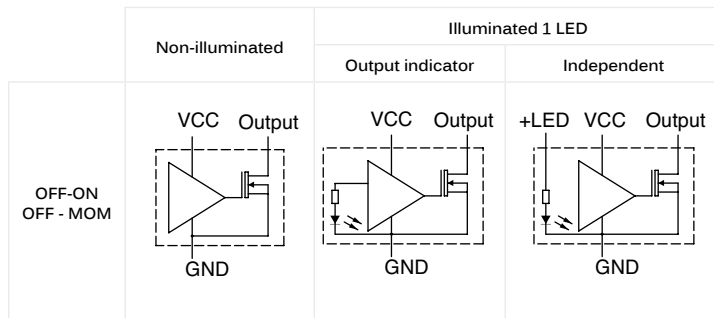 Non-illuminated
Illuminated 1 LED
Output indicator
Independent
OFF-ON
OFF - MOM
VCC Output
GND
VCC Output
GND
+LED VCC Output
GND